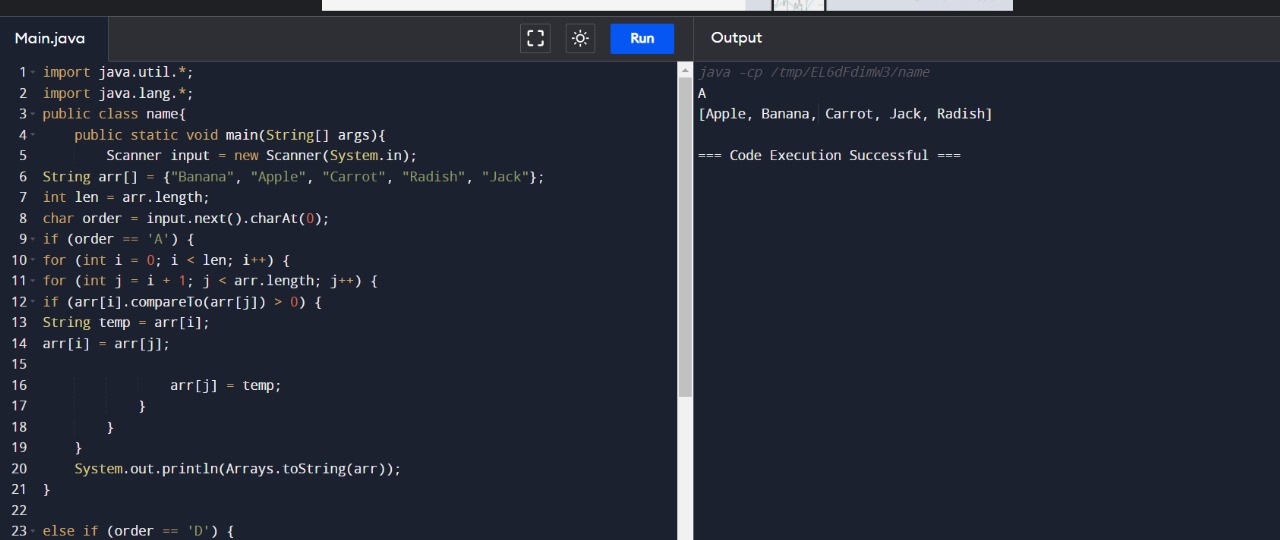 Main.java
Run
Output
1 import java.util.*;
2 import java.lang.*;
3 public class name{
4 public static void main(String[] args){
5 Scanner input = new Scanner(System.in);
6 String arr[] = {"Banana", "Apple", "Carrot", "Radish", "Jack"};
7 int len = arr.length;
8 char order = input.next().charAt(0);
9 if (order == 'A') {
10 for (int i = 0; i < len; i++) {
11 for (int j = i + 1; j < arr.length; j++) {
12 if (arr[i].compareTo(arr[j]) > 0) {
13 String temp = arr[i];
14 arr[i] = arr[j];
15
16 arr[j] = temp;
17 }
18 }
19 }
20 System.out.println(Arrays.toString(arr));
21 }
22
23 else if (order == 'D') {
java -cp /tmp/EL6dFdimW3/name
A
[Apple, Banana, Carrot, Jack, Radish]
=== Code Execution Successful ===